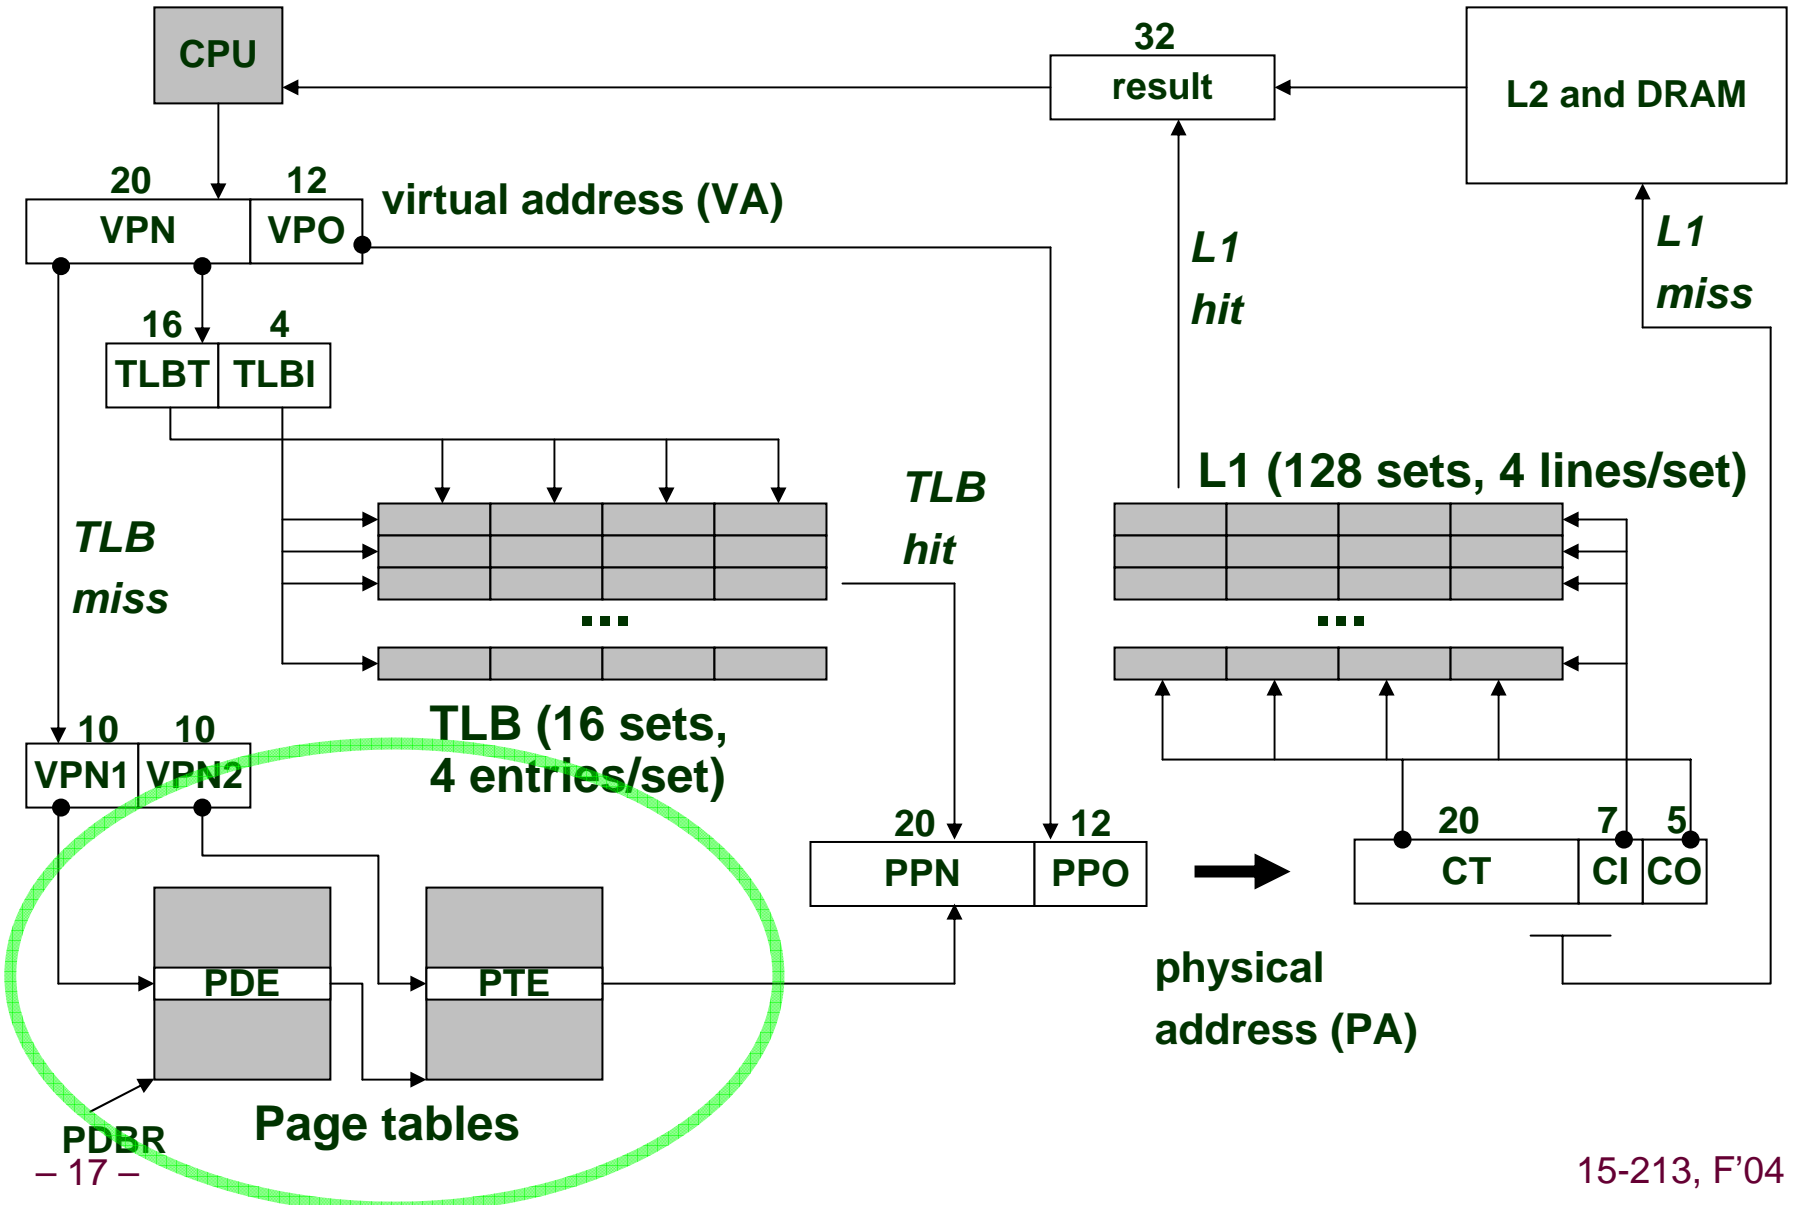 CPU
32
result
L2 and DRAM
20 12
VPN VPO
virtual address (VA)
L1
hit
L1
miss
16 4
TLBT TLBI
TLB
miss
TLB
hit
L1 (128 sets, 4 lines/set)
...
...
TLB (16 sets,
4 entries/set)
10 10
VPN1 VPN2
20 12
PPN PPO
20 7 5
CT CI CO
PDE
PTE
physical
address (PA)
Page tables
PDBR
– 17 –
15-213, F’04